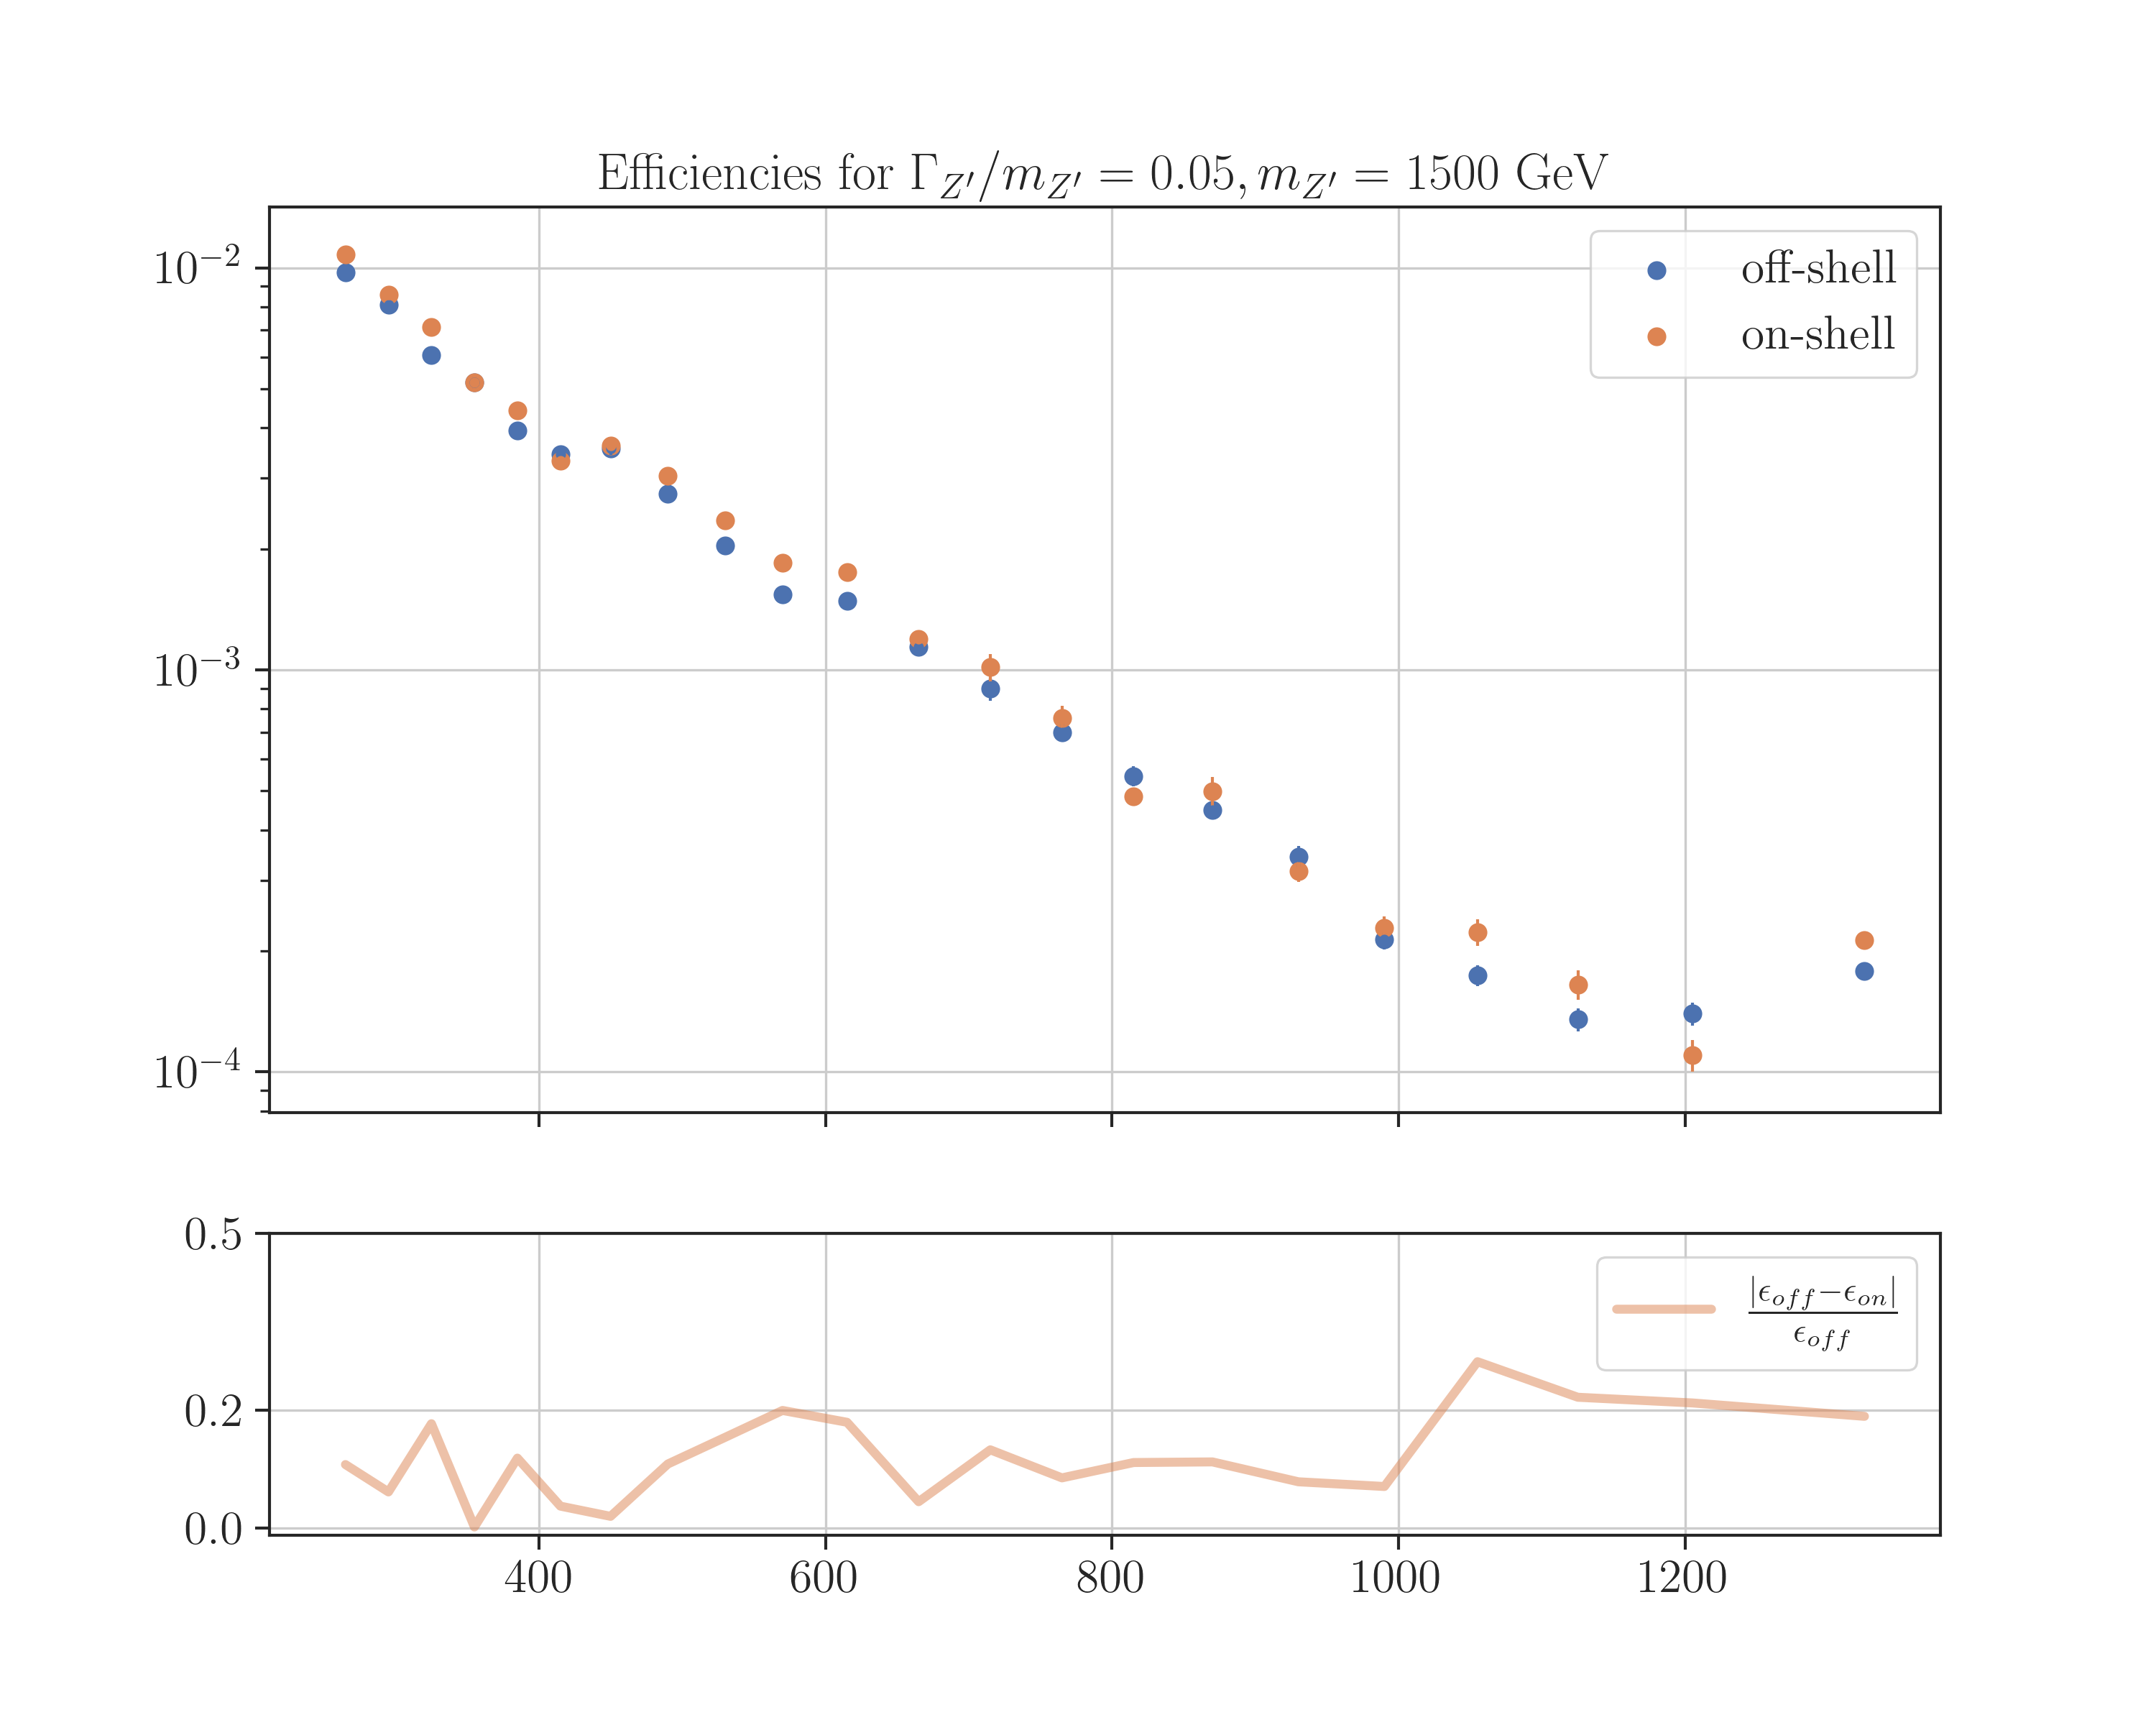 Efficiencies for Γ_{Z′}/m_{Z′} = 0.05, m_{Z′} = 1500 GeV
10^{−2}
10^{−3}
10^{−4}
off-shell
on-shell
0.5
0.2
0.0
|ϵ_{off}−ϵ_{on}|
ϵ_{off}
400 600 800 1000 1200